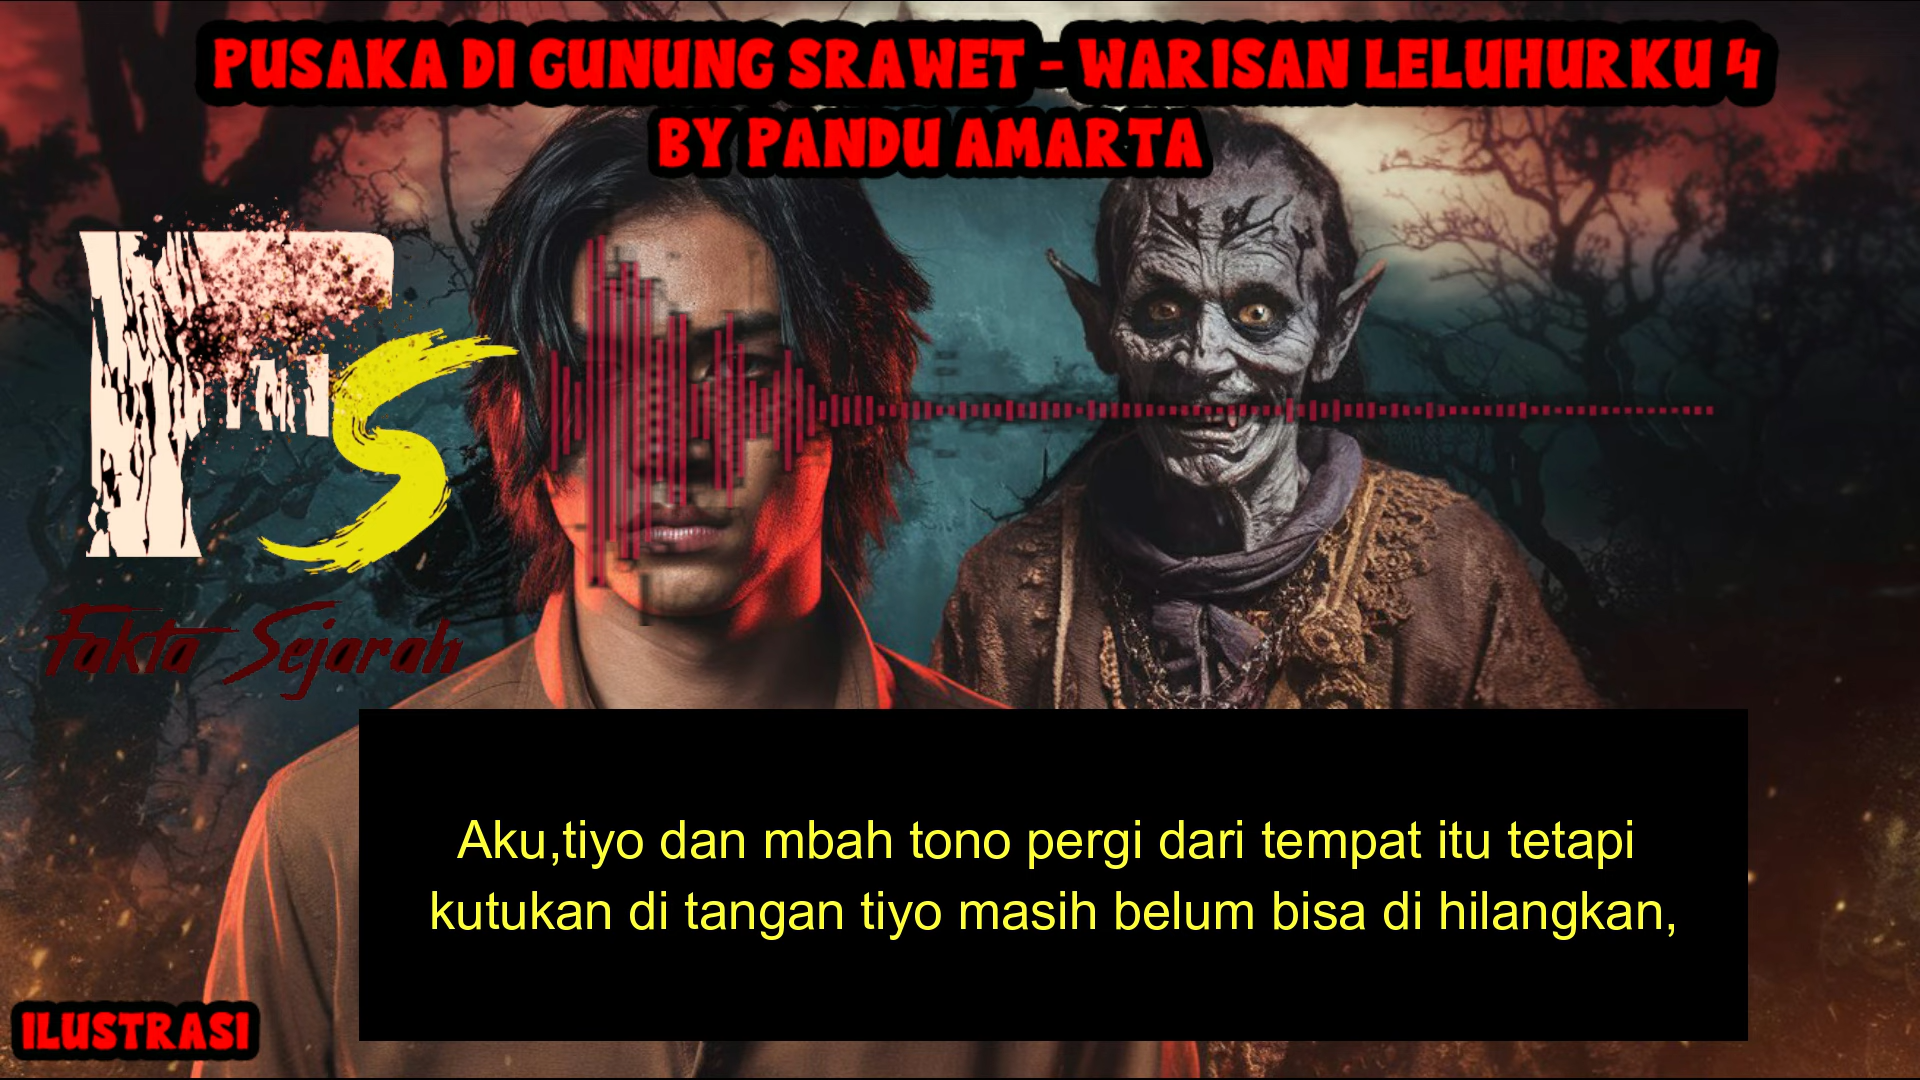 PUSAKA DI GUNUNG SRAWET - WARISAN LELUHURKU 4
BY PANDU AMARTA
FS
Fakta Sejarah
Aku,tiyo dan mbah tono pergi dari tempat itu tetapi
kutukan di tangan tiyo masih belum bisa di hilangkan,
ILUSTRASI